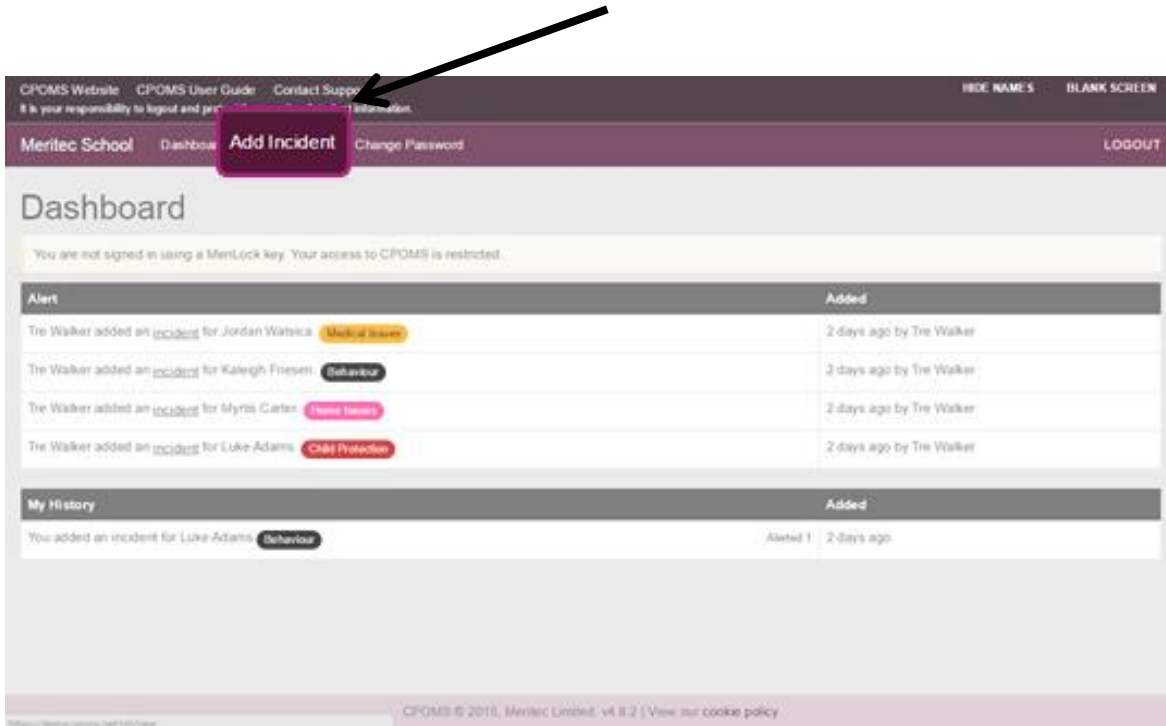 CPOMS Website CPOMS User Guide Contact Suppo HIDE NAMES BLANK SCREEN
It is your responsibility to logout and information.
Meritec School Dashboa Add Incident Change Password LOGOUT
Dashboard
You are not signed in using a MeriLock key. Your access to CPOMS is restricted.
Alert Added
Tre Walker added an incident for Jordan Watsica. Medical Issues 2 days ago by Tre Walker
Tre Walker added an incident for Kaleigh Friesen. Behaviour 2 days ago by Tre Walker
Tre Walker added an incident for Myrtis Carter. Home Issues 2 days ago by Tre Walker
Tre Walker added an incident for Luke Adams. Child Protection 2 days ago by Tre Walker
My History Added
You added an incident for Luke Adams. Behaviour Alerted 1 2 days ago
CPOMS © 2016, Meritec Limited. v4.8.2 | View our cookie policy